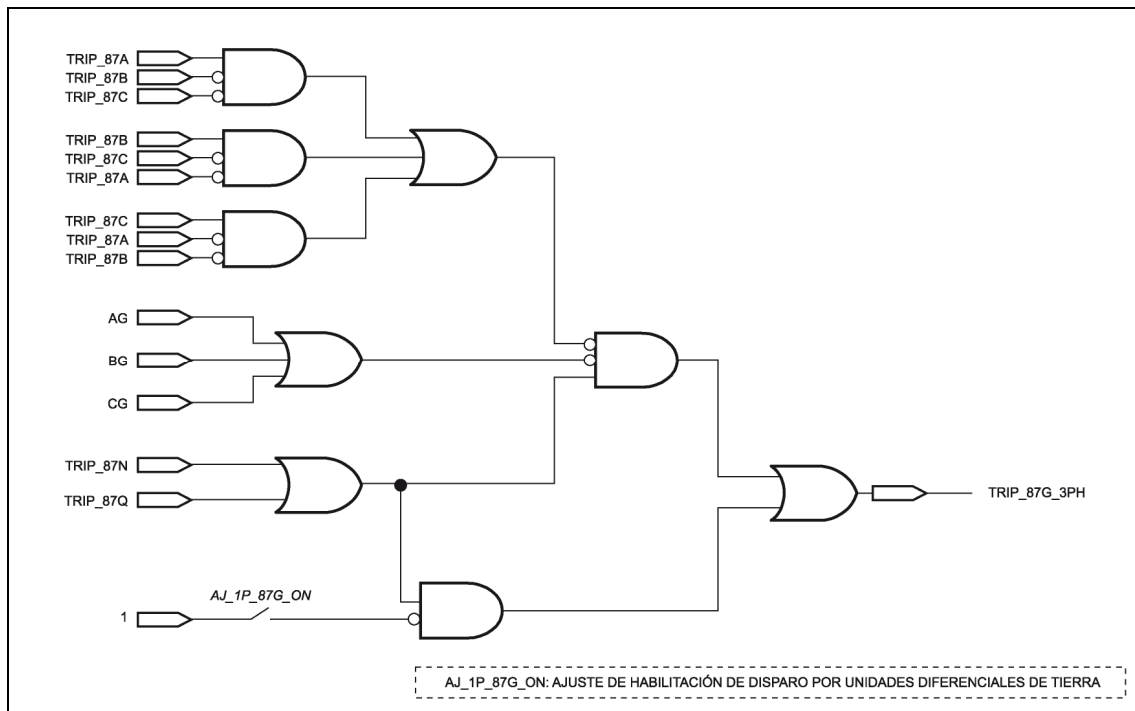 TRIP_87A
TRIP_87B
TRIP_87C
TRIP_87B
TRIP_87C
TRIP_87A
TRIP_87C
TRIP_87A
TRIP_87B
AG
BG
CG
TRIP_87N
TRIP_87Q
TRIP_87G_3PH
AJ_1P_87G_ON
1
AJ_1P_87G_ON: AJUSTE DE HABILITACIÓN DE DISPARO POR UNIDADES DIFERENCIALES DE TIERRA